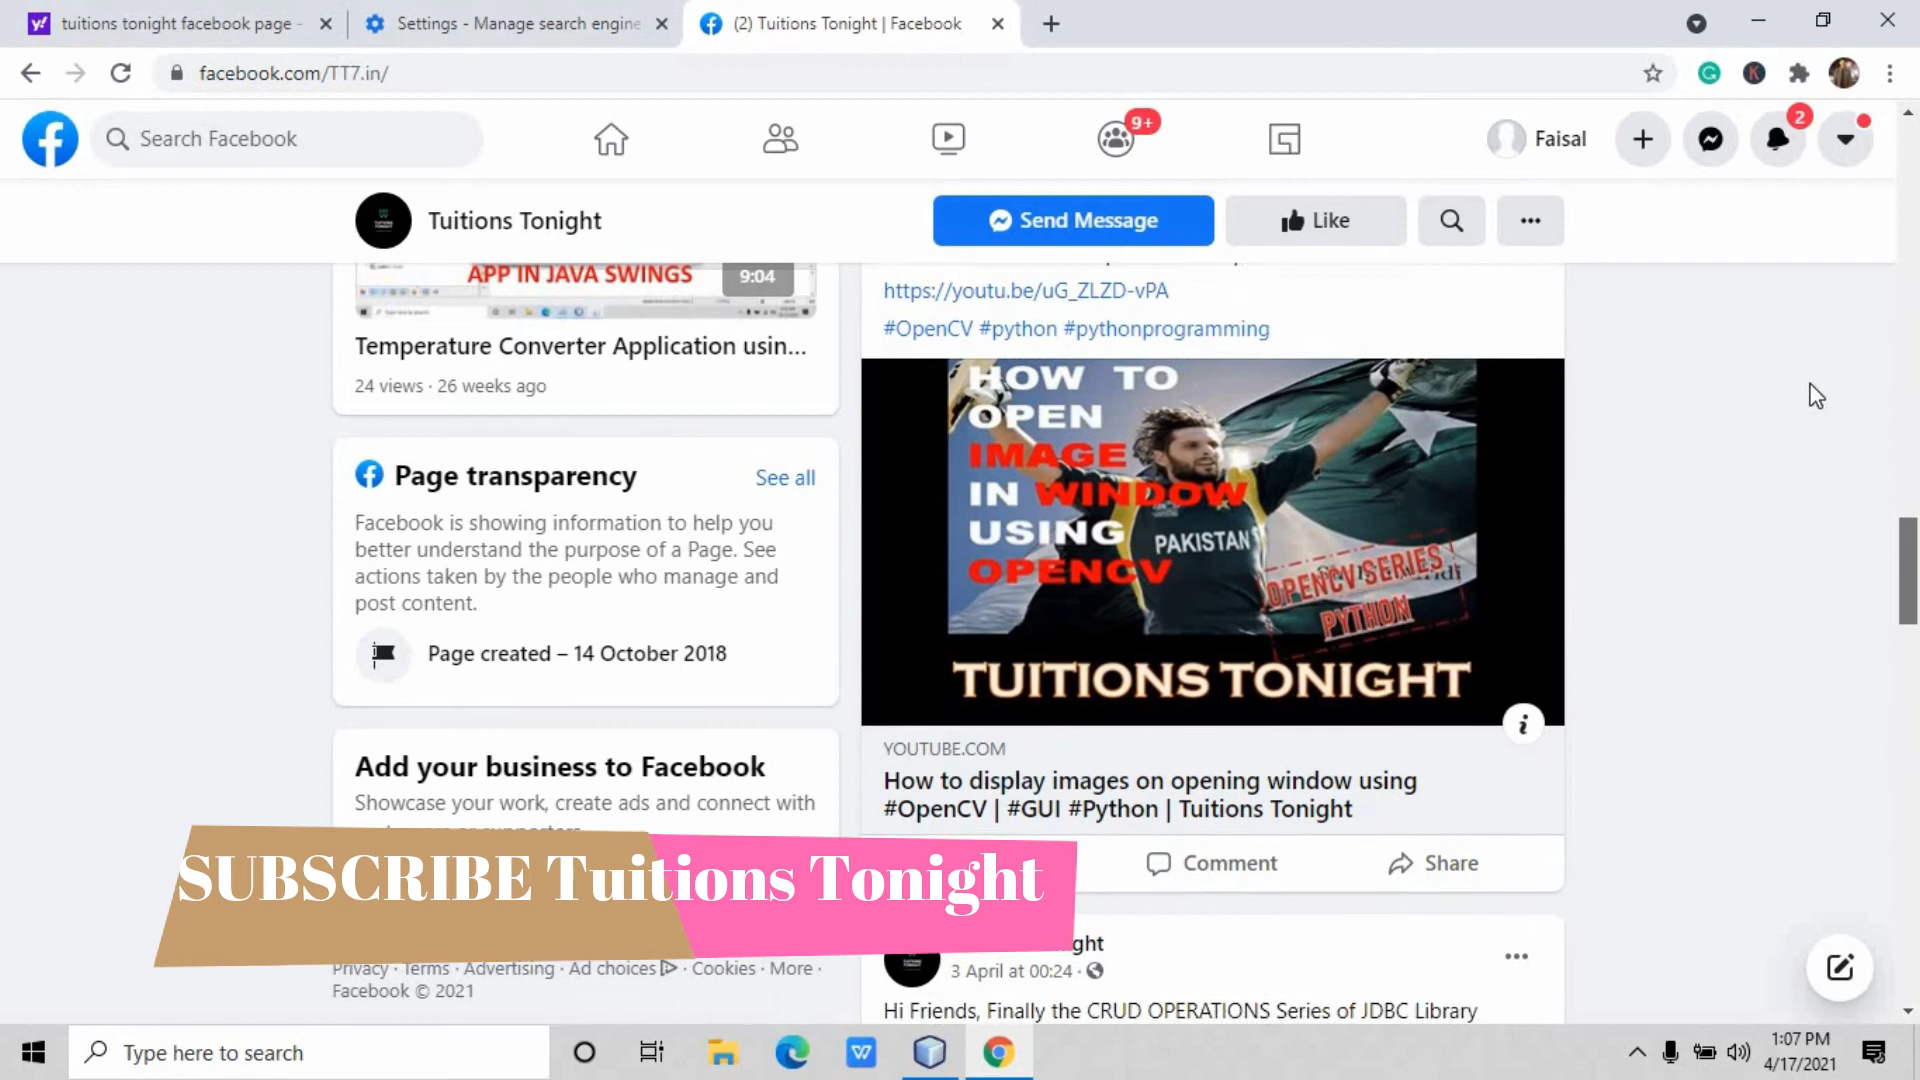 tuitions tonight facebook page -
Settings - Manage search engine
(2) Tuitions Tonight | Facebook
facebook.com/TT7.in/
Search Facebook
9+
Faisal
2
Tuitions Tonight
Send Message
Like
APP IN JAVA SWINGS
9:04
Temperature Converter Application usin...
24 views · 26 weeks ago
Page transparency
See all
Facebook is showing information to help you
better understand the purpose of a Page. See
actions taken by the people who manage and
post content.
Page created – 14 October 2018
Add your business to Facebook
Showcase your work, create ads and connect with
Privacy · Terms · Advertising · Ad choices · Cookies · More ·
Facebook © 2021
https://youtu.be/uG_ZLZD-vPA
#OpenCV #python #pythonprogramming
HOW TO
OPEN
IMAGE
IN WINDOW
USING
OPENCV
PAKISTAN
OPENCV SERIES
PYTHON
TUITIONS TONIGHT
YOUTUBE.COM
How to display images on opening window using
#OpenCV | #GUI #Python | Tuitions Tonight
Comment
Share
SUBSCRIBE Tuitions Tonight
ght
3 April at 00:24 ·
Hi Friends, Finally the CRUD OPERATIONS Series of JDBC Library
Type here to search
1:07 PM
4/17/2021